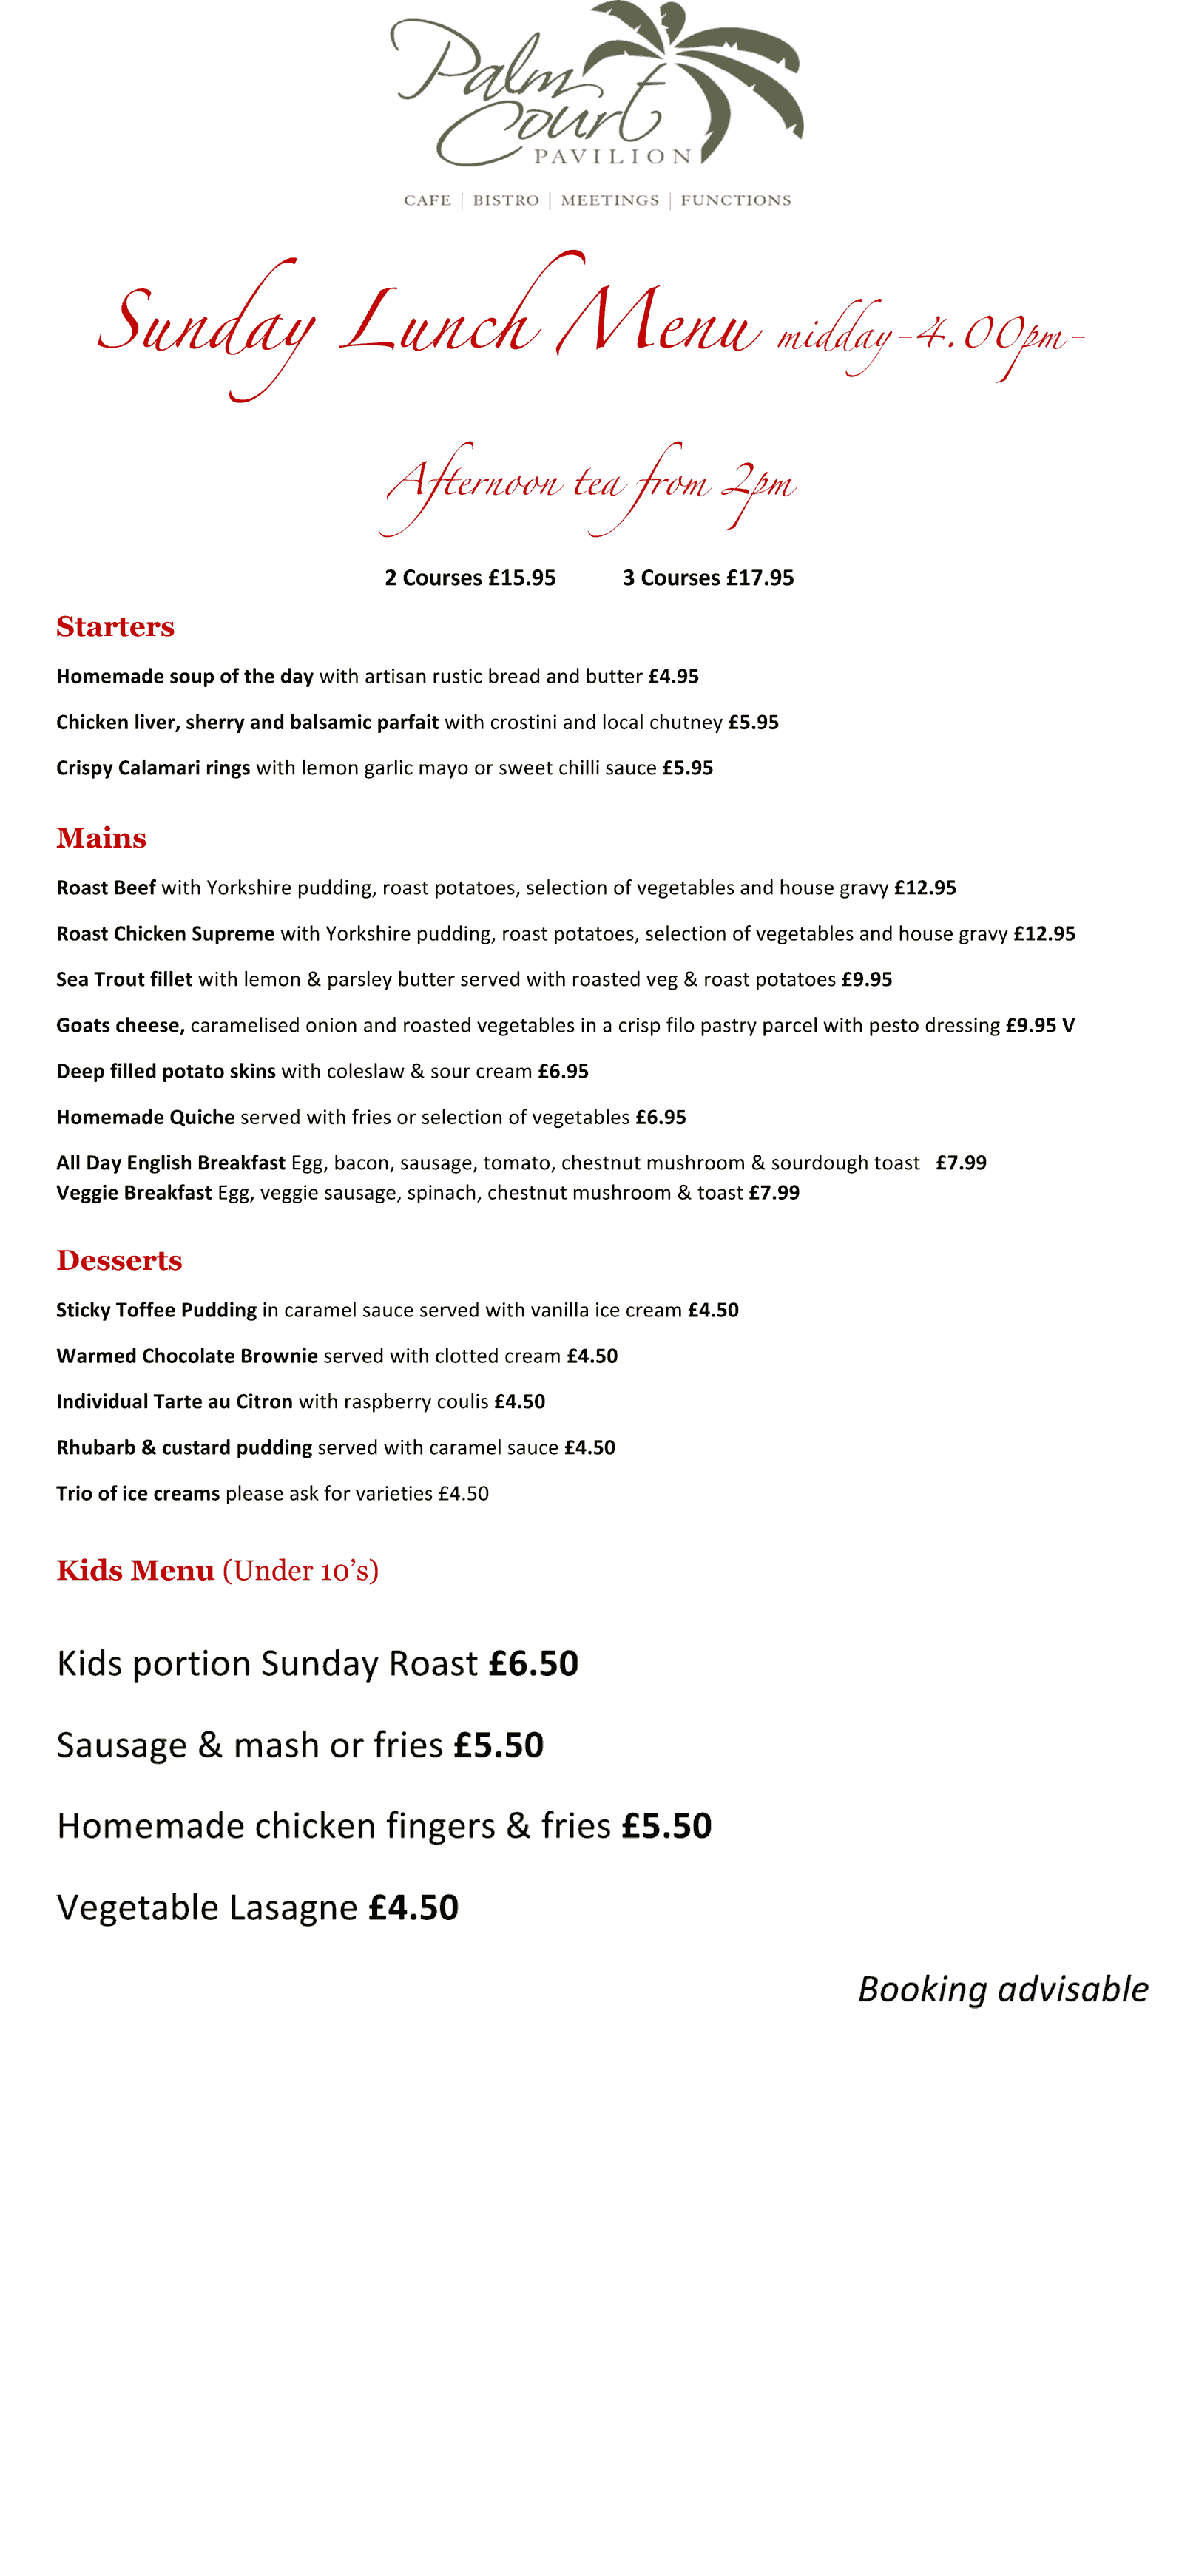 Palm
Court
PAVILION
CAFE | BISTRO | MEETINGS | FUNCTIONS
Sunday Lunch Menu midday-4.00pm-
Afternoon tea from 2pm
2 Courses £15.95 3 Courses £17.95
Starters
Homemade soup of the day with artisan rustic bread and butter £4.95
Chicken liver, sherry and balsamic parfait with crostini and local chutney £5.95
Crispy Calamari rings with lemon garlic mayo or sweet chilli sauce £5.95
Mains
Roast Beef with Yorkshire pudding, roast potatoes, selection of vegetables and house gravy £12.95
Roast Chicken Supreme with Yorkshire pudding, roast potatoes, selection of vegetables and house gravy £12.95
Sea Trout fillet with lemon & parsley butter served with roasted veg & roast potatoes £9.95
Goats cheese, caramelised onion and roasted vegetables in a crisp filo pastry parcel with pesto dressing £9.95 V
Deep filled potato skins with coleslaw & sour cream £6.95
Homemade Quiche served with fries or selection of vegetables £6.95
All Day English Breakfast Egg, bacon, sausage, tomato, chestnut mushroom & sourdough toast £7.99
Veggie Breakfast Egg, veggie sausage, spinach, chestnut mushroom & toast £7.99
Desserts
Sticky Toffee Pudding in caramel sauce served with vanilla ice cream £4.50
Warmed Chocolate Brownie served with clotted cream £4.50
Individual Tarte au Citron with raspberry coulis £4.50
Rhubarb & custard pudding served with caramel sauce £4.50
Trio of ice creams please ask for varieties £4.50
Kids Menu (Under 10’s)
Kids portion Sunday Roast £6.50
Sausage & mash or fries £5.50
Homemade chicken fingers & fries £5.50
Vegetable Lasagne £4.50
Booking advisable